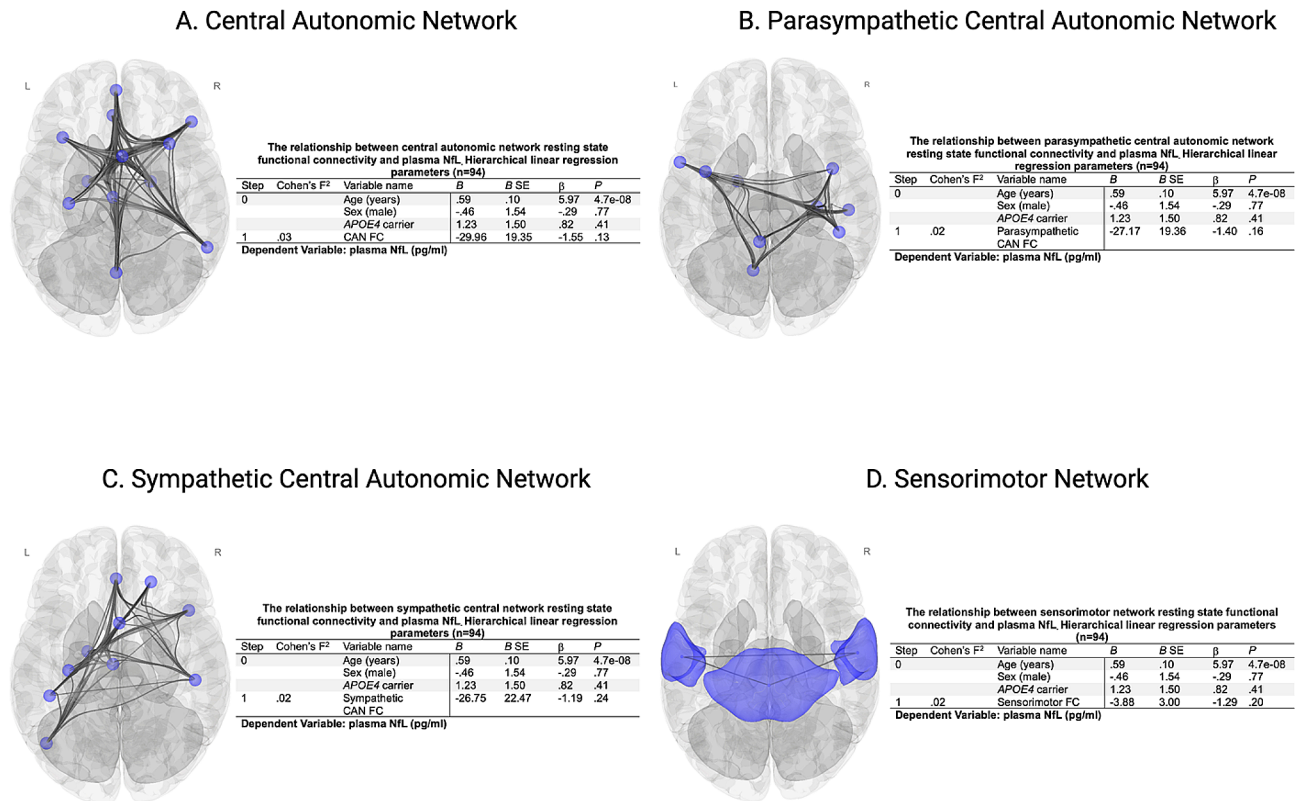 A. Central Autonomic Network
L
R
The relationship between central autonomic network resting state
functional connectivity and plasma NfL. Hierarchical linear regression
parameters (n=94)
Step Cohen's F² Variable name B B SE β P
0 Age (years) .59 .10 5.97 4.7e-08
Sex (male) -.46 1.54 -.29 .77
APOE4 carrier 1.23 1.50 .82 .41
1 .03 CAN FC -29.96 19.35 -1.55 .13
Dependent Variable: plasma NfL (pg/ml)
B. Parasympathetic Central Autonomic Network
L
R
The relationship between parasympathetic central autonomic network
resting state functional connectivity and plasma NfL. Hierarchical linear
regression parameters (n=94)
Step Cohen's F² Variable name B B SE β P
0 Age (years) .59 .10 5.97 4.7e-08
Sex (male) -.46 1.54 -.29 .77
APOE4 carrier 1.23 1.50 .82 .41
1 .02 Parasympathetic -27.17 19.36 -1.40 .16
CAN FC
Dependent Variable: plasma NfL (pg/ml)
C. Sympathetic Central Autonomic Network
L
R
The relationship between sympathetic central network resting state
functional connectivity and plasma NfL. Hierarchical linear regression
parameters (n=94)
Step Cohen's F² Variable name B B SE β P
0 Age (years) .59 .10 5.97 4.7e-08
Sex (male) -.46 1.54 -.29 .77
APOE4 carrier 1.23 1.50 .82 .41
1 .02 Sympathetic -26.75 22.47 -1.19 .24
CAN FC
Dependent Variable: plasma NfL (pg/ml)
D. Sensorimotor Network
L
R
The relationship between sensorimotor network resting state functional
connectivity and plasma NfL. Hierarchical linear regression parameters
(n=94)
Step Cohen's F² Variable name B B SE β P
0 Age (years) .59 .10 5.97 4.7e-08
Sex (male) -.46 1.54 -.29 .77
APOE4 carrier 1.23 1.50 .82 .41
1 .02 Sensorimotor FC -3.88 3.00 -1.29 .20
Dependent Variable: plasma NfL (pg/ml)